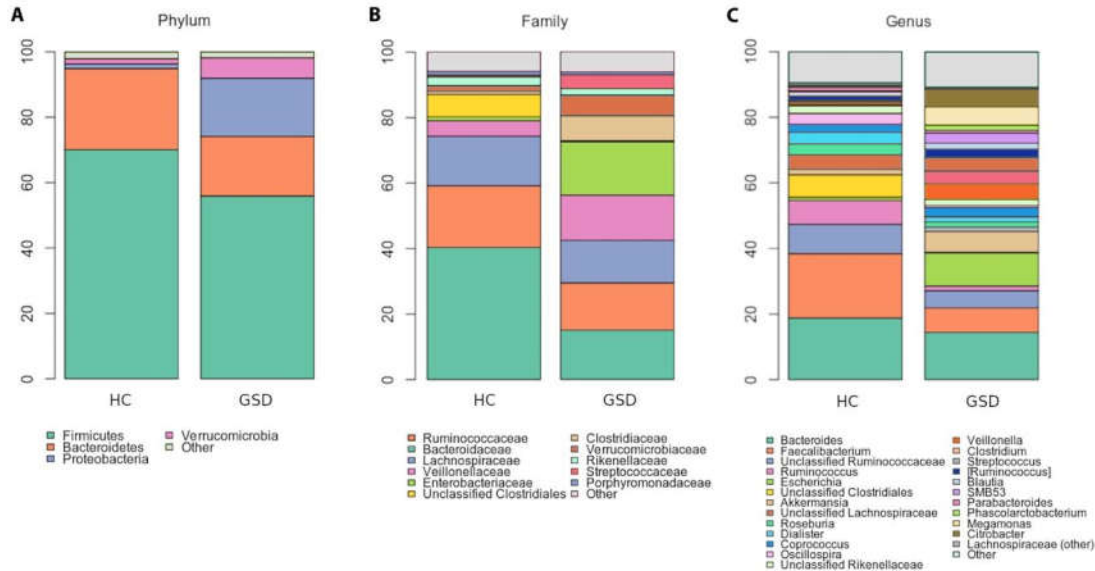 A Phylum
100
80
60
40
20
0
HC GSD
Firmicutes Verrucomicrobia
Bacteroidetes Other
Proteobacteria
B Family
100
80
60
40
20
0
HC GSD
Ruminococcaceae Clostridiaceae
Bacteroidaceae Verrucomicrobiaceae
Lachnospiraceae Rikenellaceae
Veillonellaceae Streptococcaceae
Enterobacteriaceae Porphyromonadaceae
Unclassified Clostridiales Other
C Genus
100
80
60
40
20
0
HC GSD
Bacteroides Veillonella
Faecalibacterium Clostridium
Unclassified Ruminococcaceae Streptococcus
Ruminococcus [Ruminococcus]
Escherichia Blautia
Unclassified Clostridiales SMB53
Akkermansia Parabacteroides
Unclassified Lachnospiraceae Phascolarctobacterium
Roseburia Megamonas
Dialister Citrobacter
Coprococcus Lachnospiraceae (other)
Oscillospira Other
Unclassified Rikenellaceae